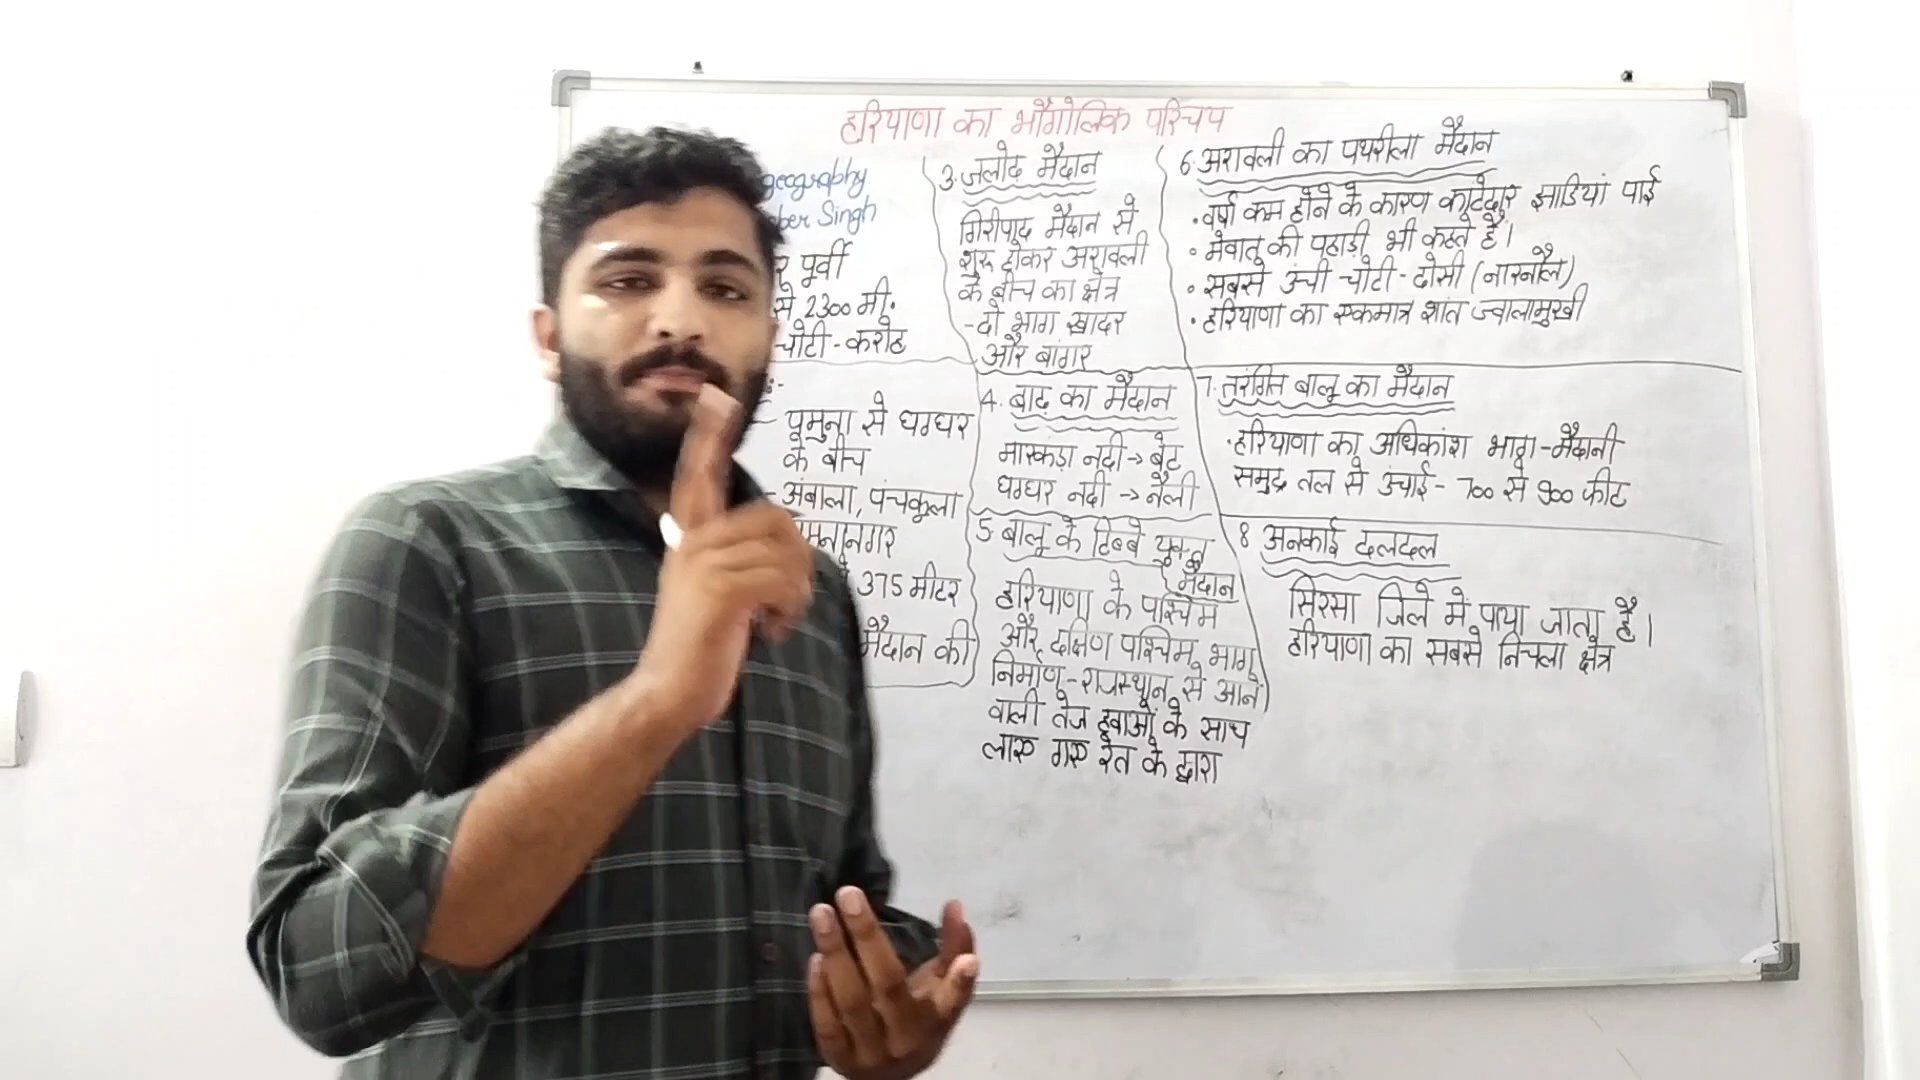 हरियाणा का भौगोलिक परिचय
geography
Singh
पूर्वी
से 2300 मी.
चोटी - करोह
यमुना से घग्घर
के बीच
अंबाला, पंचकूला
375 मीटर
मैदान की
3. जलोढ मैदान
गिरीपाद मैदान से
शुरू होकर अरावली
के बीच का क्षेत्र
- दो भाग खादर
और बांगर
4. बाढ का मैदान
मारकंडा नदी → बेट
घग्घर नदी → नैली
5. बालू के टिब्बे युक्त
मैदान
हरियाणा के पश्चिम
और दक्षिण पश्चिम भाग
निर्माण - राजस्थान से आने
वाली तेज हवाओं के साथ
लाए गए रेत के द्वारा
6. अरावली का पथरीला मैदान
• वर्षा कम होने के कारण कांटेदार झाडियां पाई
• मेवात की पहाड़ी भी कहते हैं।
• सबसे उंची चोटी - ढोसी (नारनौल)
• हरियाणा का एकमात्र शांत ज्वालामुखी
7. तुरंगित बालू का मैदान
• हरियाणा का अधिकांश भाग - मैदानी
समुद्र तल से उंचाई - 700 से 900 फीट
8 अनकाई दलदल
सिरसा जिले में पाया जाता है।
हरियाणा का सबसे निचला क्षेत्र